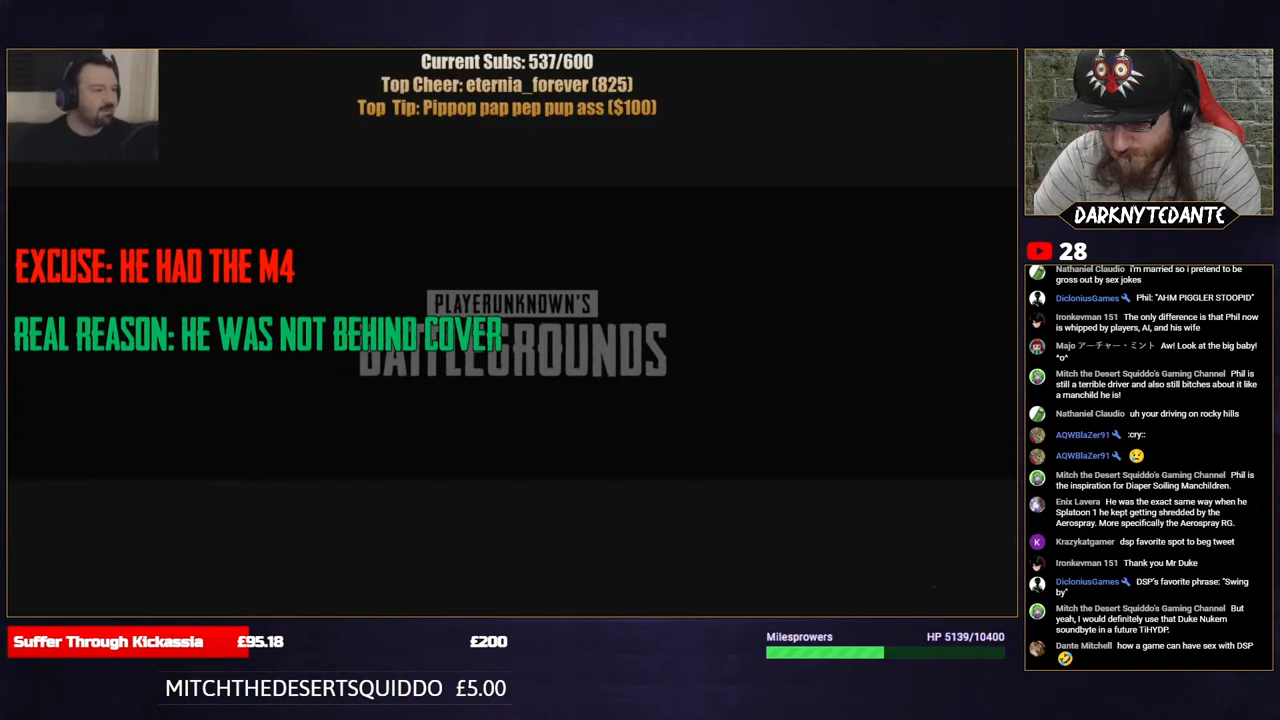 Current Subs: 537/600
Top Cheer: eternia_forever (825)
Top Tip: Pippop pap pep pup ass ($100)
EXCUSE: HE HAD THE M4
REAL REASON: HE WAS NOT BEHIND COVER
PLAYERUNKNOWN'S
BATTLEGROUNDS
DARKNYTEDANTE
28
Nathaniel Claudio i'm married so i pretend to be
gross out by sex jokes
DicloniusGames Phil: "AHM PIGGLER STOOPID"
Ironkevman 151 The only difference is that Phil now
is whipped by players, AI, and his wife
Majo アーチャー・ミント Aw! Look at the big baby!
^o^
Mitch the Desert Squiddo's Gaming Channel Phil is
still a terrible driver and also still bitches about it like
a manchild he is!
Nathaniel Claudio uh your driving on rocky hills
AQWBlaZer91 :cry::
AQWBlaZer91 😢
Mitch the Desert Squiddo's Gaming Channel Phil is
the inspiration for Diaper Soiling Manchildren.
Enix Lavera He was the exact same way when he
Splatoon 1 he kept getting shredded by the
Aerospray. More specifically the Aerospray RG.
Krazykatgamer dsp favorite spot to beg tweet
Ironkevman 151 Thank you Mr Duke
DicloniusGames DSP's favorite phrase: "Swing
by"
Mitch the Desert Squiddo's Gaming Channel But
yeah, I would definitely use that Duke Nukem
soundbyte in a future TiHYDP.
Dante Mitchell how a game can have sex with DSP
🤣
Suffer Through Kickassia £95.18 £200
Milesprowers HP 5139/10400
MITCHTHEDESERTSQUIDDO £5.00